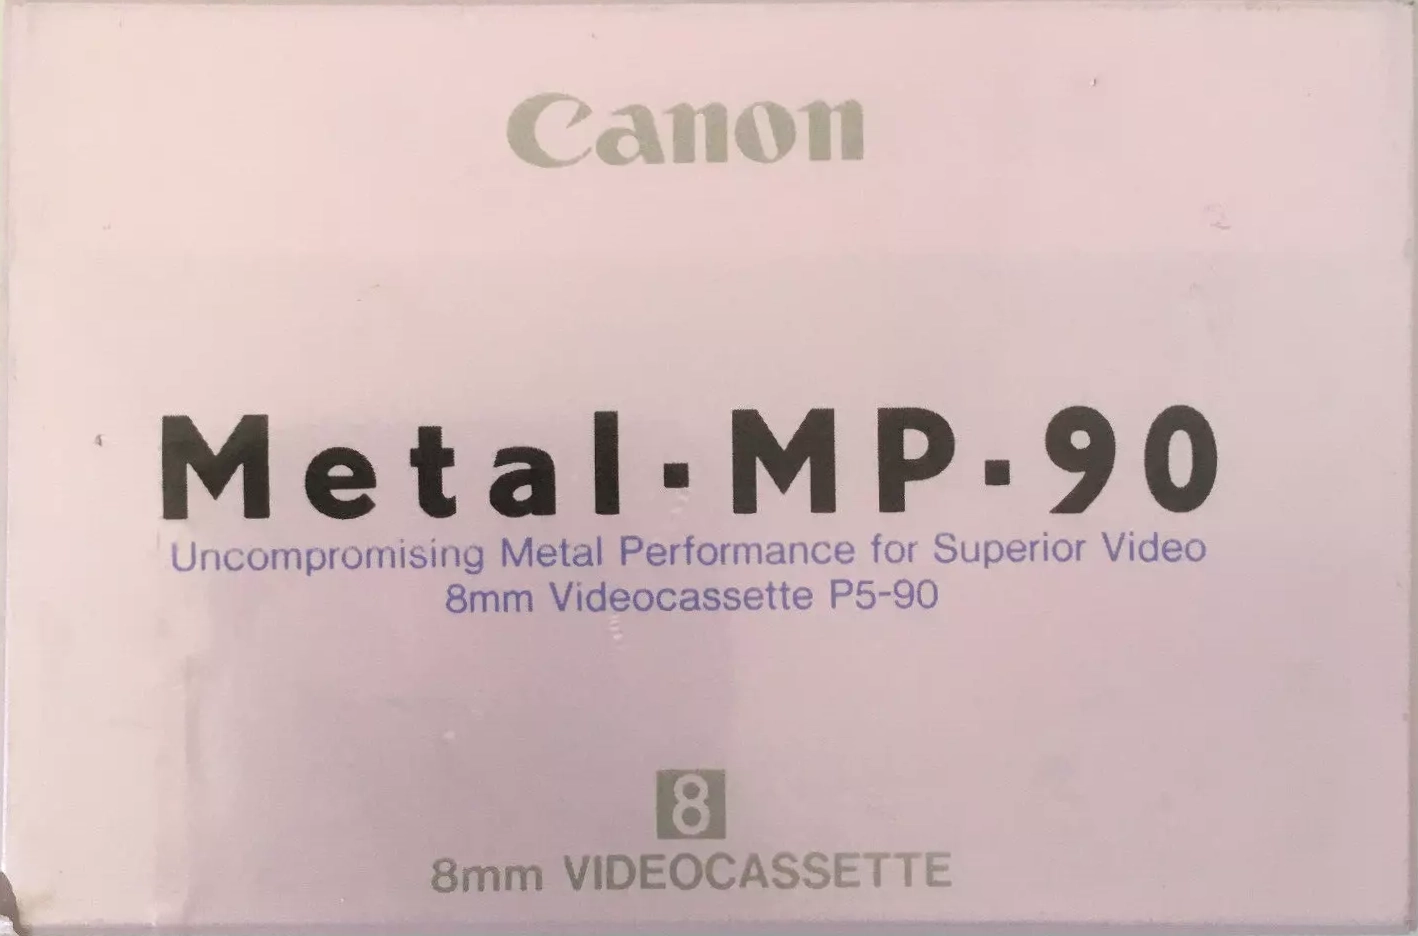 Canon
Metal·MP·90
Uncompromising Metal Performance for Superior Video
8mm Videocassette P5-90
8
8mm VIDEOCASSETTE